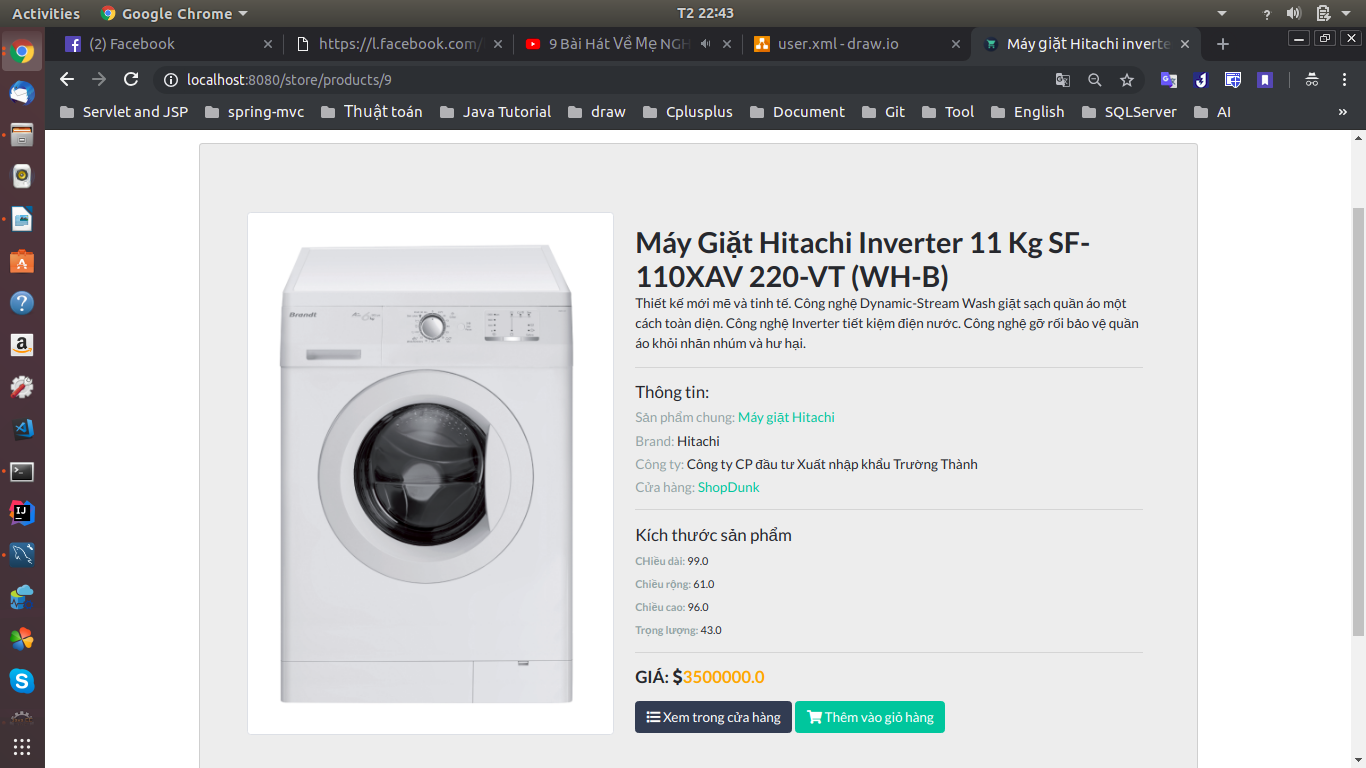 Activities
Google Chrome
T2 22:43
(2) Facebook
https://l.facebook.com/
9 Bài Hát Về Mẹ NGH
user.xml - draw.io
Máy giặt Hitachi inverte
localhost:8080/store/products/9
Servlet and JSP
spring-mvc
Thuật toán
Java Tutorial
draw
Cplusplus
Document
Git
Tool
English
SQLServer
AI
Brandt
Máy Giặt Hitachi Inverter 11 Kg SF-
110XAV 220-VT (WH-B)
Thiết kế mới mẽ và tinh tế. Công nghệ Dynamic-Stream Wash giặt sạch quần áo một
cách toàn diện. Công nghệ Inverter tiết kiệm điện nước. Công nghệ gỡ rối bảo vệ quần
áo khỏi nhăn nhúm và hư hại.
Thông tin:
Sản phẩm chung: Máy giặt Hitachi
Brand: Hitachi
Công ty: Công ty CP đầu tư Xuất nhập khẩu Trường Thành
Cửa hàng: ShopDunk
Kích thước sản phẩm
CHiều dài: 99.0
Chiều rộng: 61.0
Chiều cao: 96.0
Trọng lượng: 43.0
GIÁ: $3500000.0
Xem trong cửa hàng
Thêm vào giỏ hàng